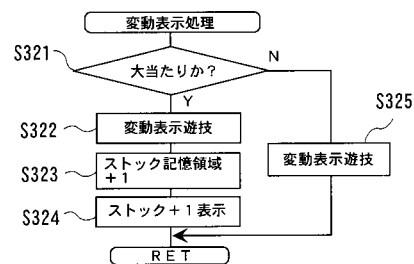 変動表示処理
S321
大当たりか？
N
Y
S322
変動表示遊技
S325
変動表示遊技
S323
ストック記憶領域
+1
S324
ストック+1表示
RET